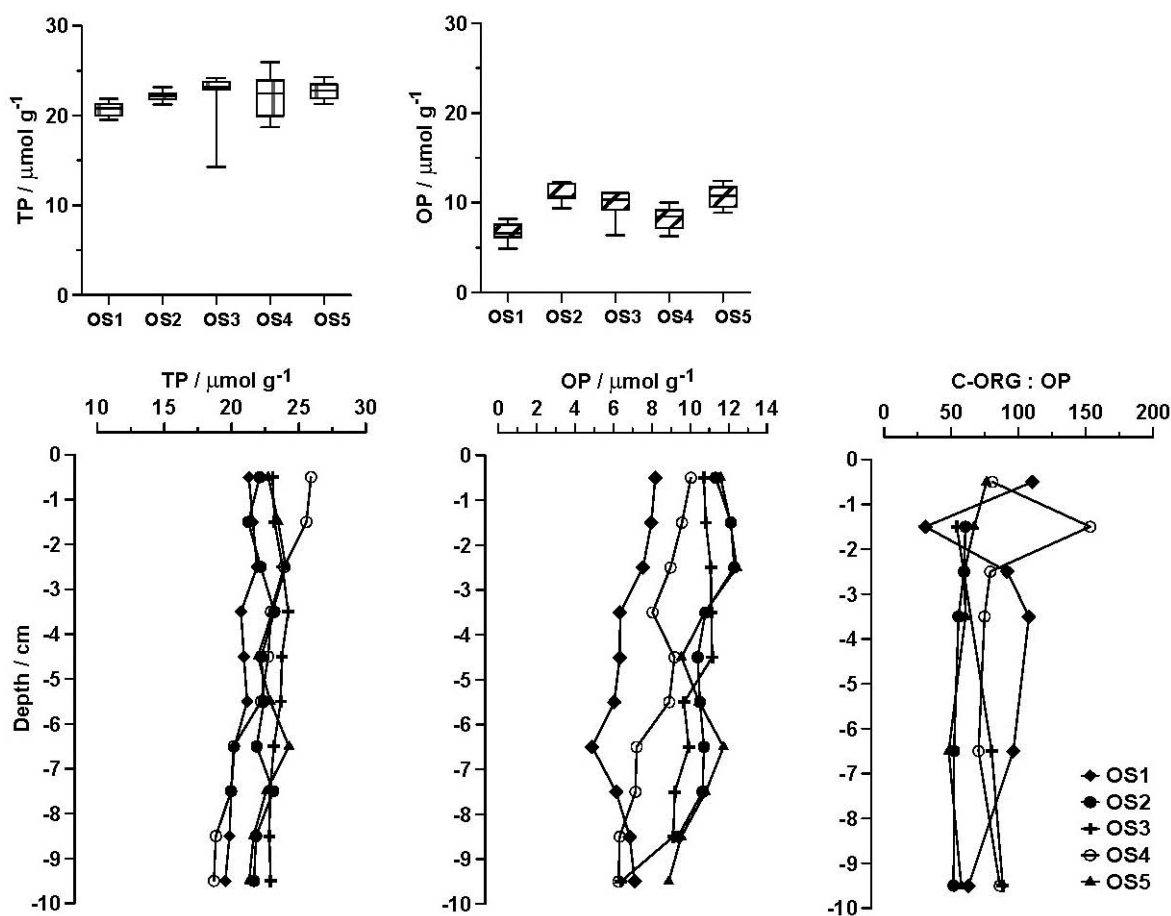 30
20
10
0
TP / μmol g-1
OS1 OS2 OS3 OS4 OS5
30
20
10
0
OP / μmol g-1
OS1 OS2 OS3 OS4 OS5
TP / μmol g-1
10 15 20 25 30
OP / μmol g-1
0 2 4 6 8 10 12 14
C-ORG : OP
0 50 100 150 200
Depth / cm
0
-1
-2
-3
-4
-5
-6
-7
-8
-9
-10
0
-1
-2
-3
-4
-5
-6
-7
-8
-9
-10
0
-1
-2
-3
-4
-5
-6
-7
-8
-9
-10
OS1
OS2
OS3
OS4
OS5